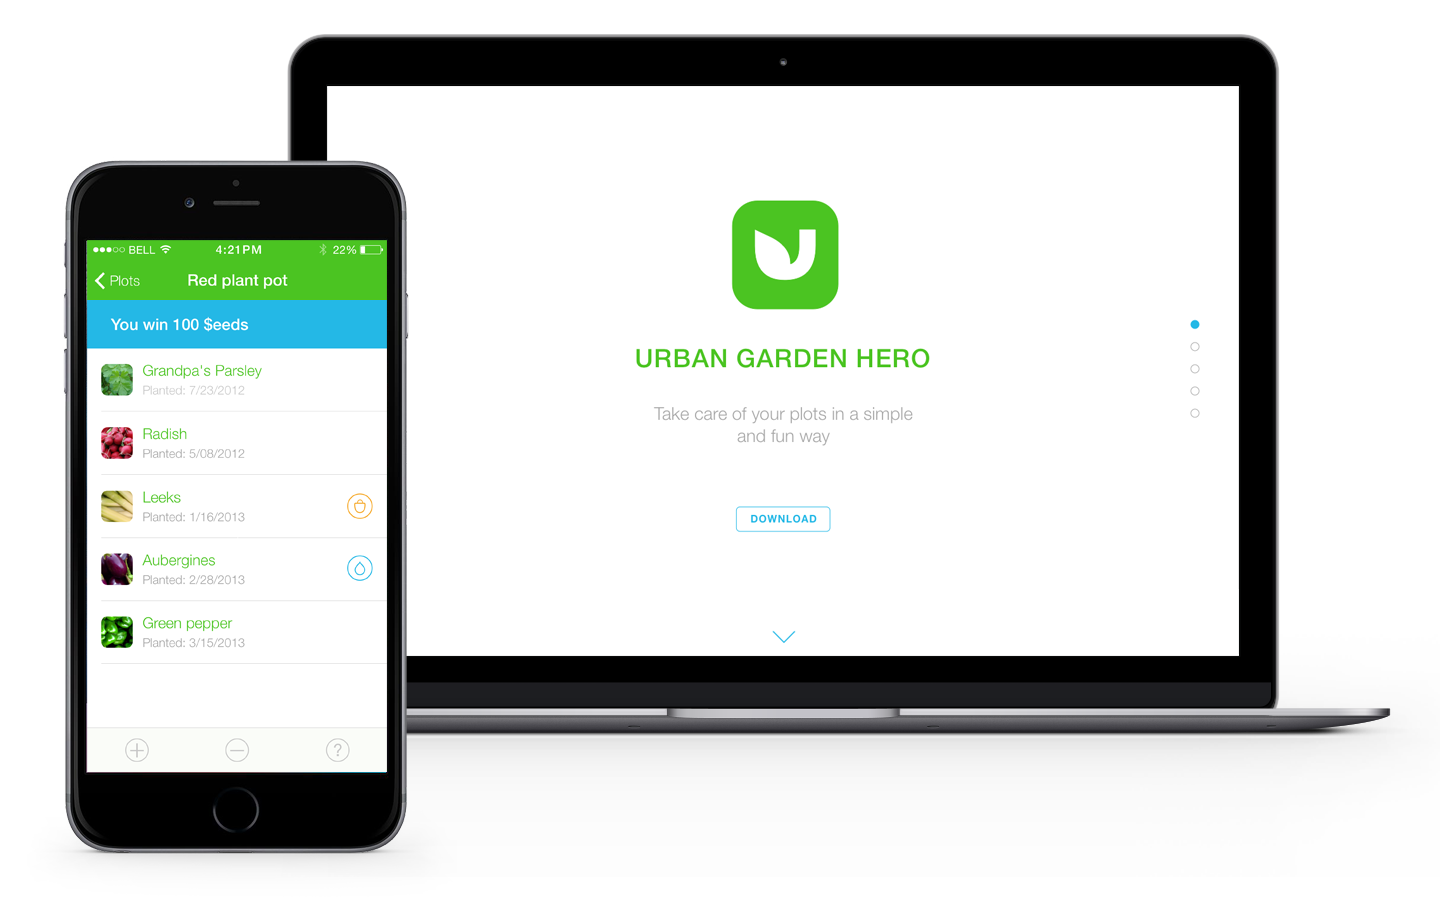 BELL 4:21PM 22%
Plots Red plant pot
You win 100 $eeds
Grandpa's Parsley
Planted: 7/23/2012
Radish
Planted: 5/08/2012
Leeks
Planted: 1/16/2013
Aubergines
Planted: 2/28/2013
Green pepper
Planted: 3/15/2013
?
URBAN GARDEN HERO
Take care of your plots in a simple
and fun way
DOWNLOAD